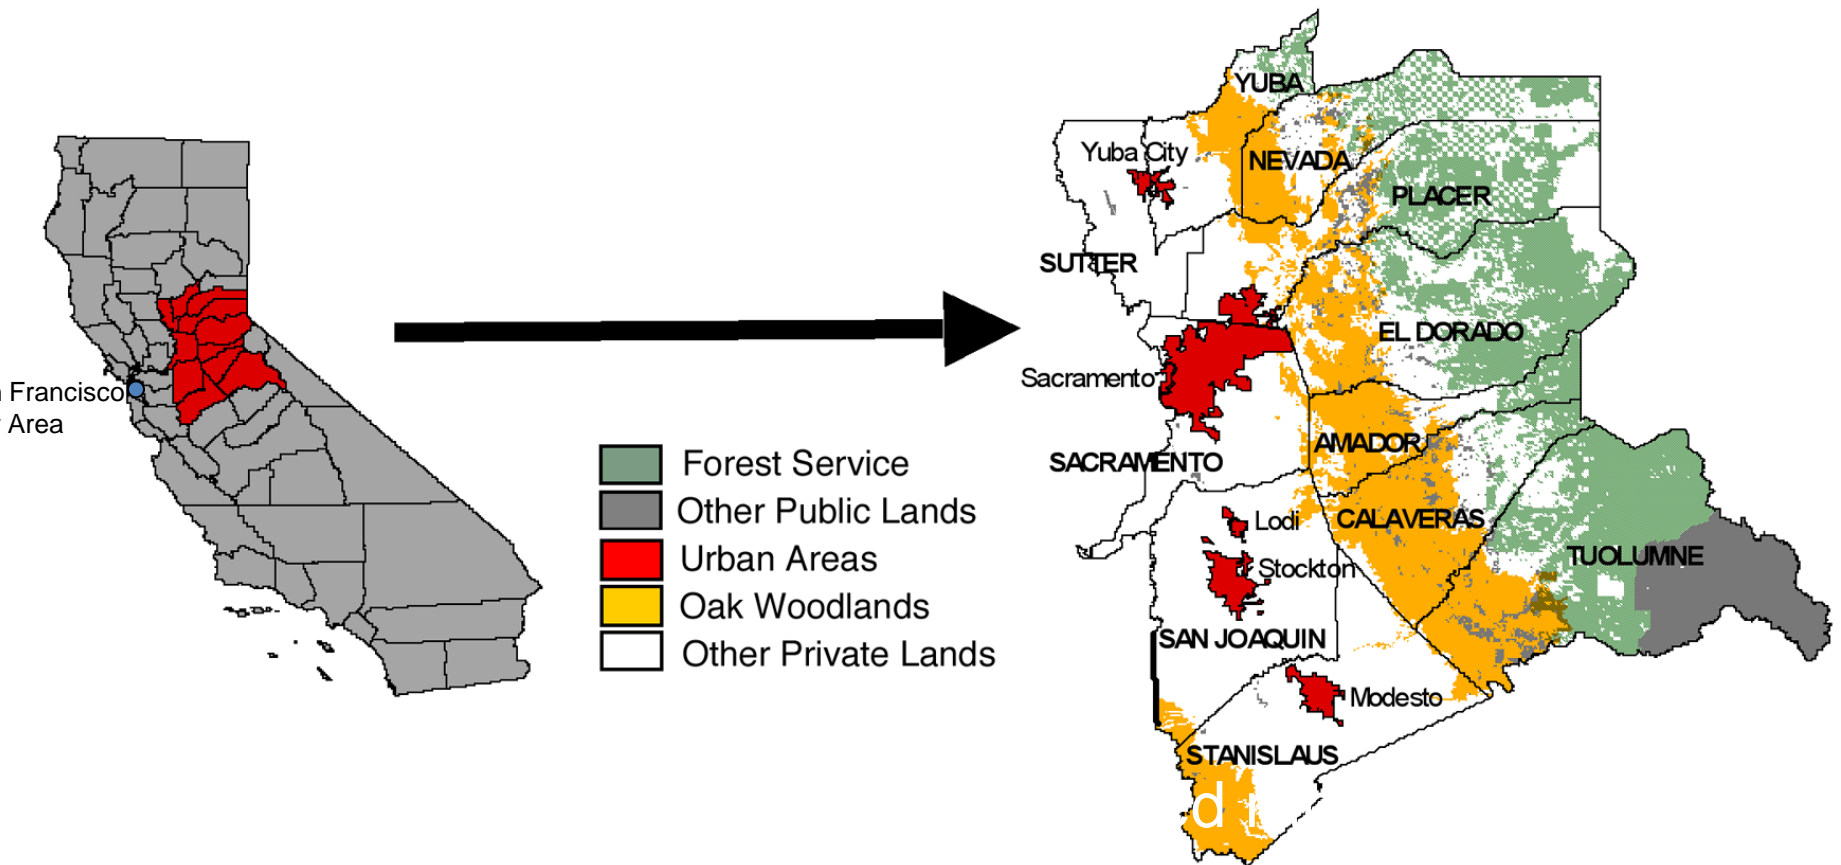 n Francisco
Area
Forest Service
Other Public Lands
Urban Areas
Oak Woodlands
Other Private Lands
YUBA
Yuba City
NEVADA
PLACER
SUTTER
EL DORADO
Sacramento
AMADOR
SACRAMENTO
Lodi
CALAVERAS
Stockton
TUOLUMNE
SAN JOAQUIN
Modesto
STANISLAUS
d